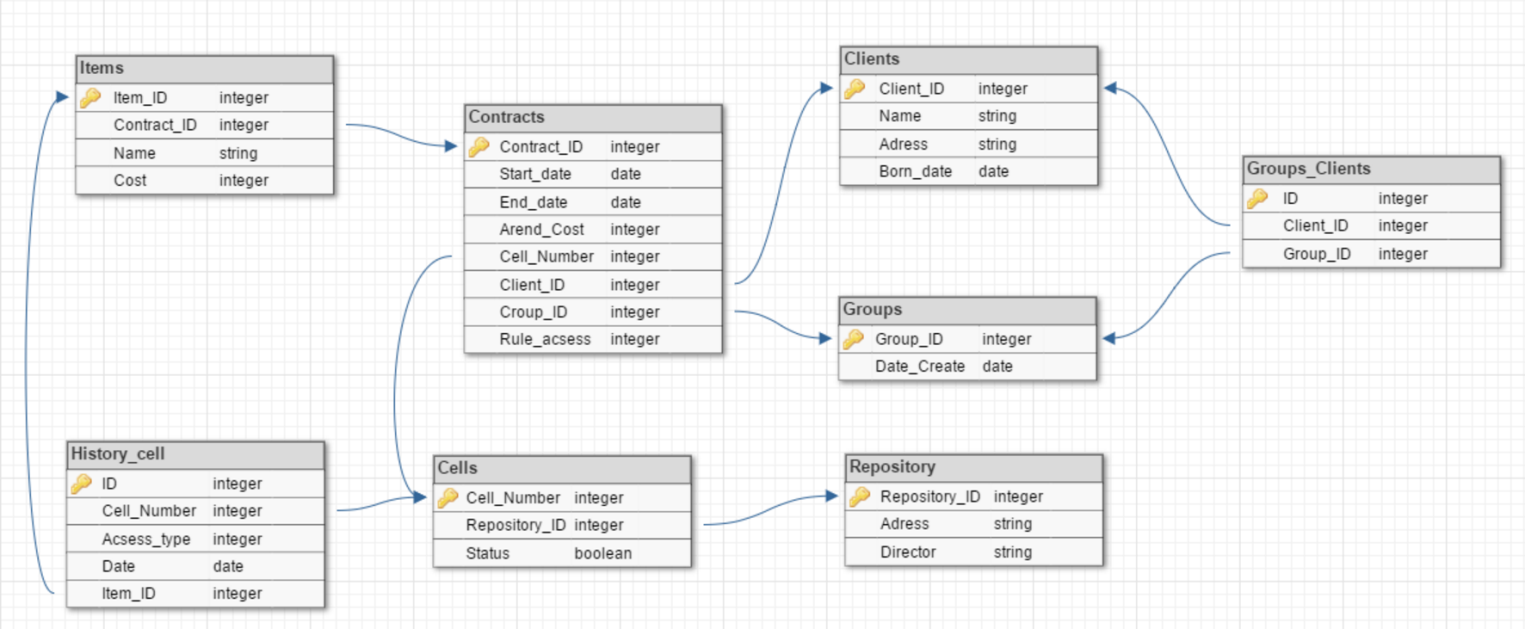 Items
Item_ID integer
Contract_ID integer
Name string
Cost integer
Contracts
Contract_ID integer
Start_date date
End_date date
Arend_Cost integer
Cell_Number integer
Client_ID integer
Croup_ID integer
Rule_acsess integer
Clients
Client_ID integer
Name string
Adress string
Born_date date
Groups_Clients
ID integer
Client_ID integer
Group_ID integer
Groups
Group_ID integer
Date_Create date
History_cell
ID integer
Cell_Number integer
Acsess_type integer
Date date
Item_ID integer
Cells
Cell_Number integer
Repository_ID integer
Status boolean
Repository
Repository_ID integer
Adress string
Director string